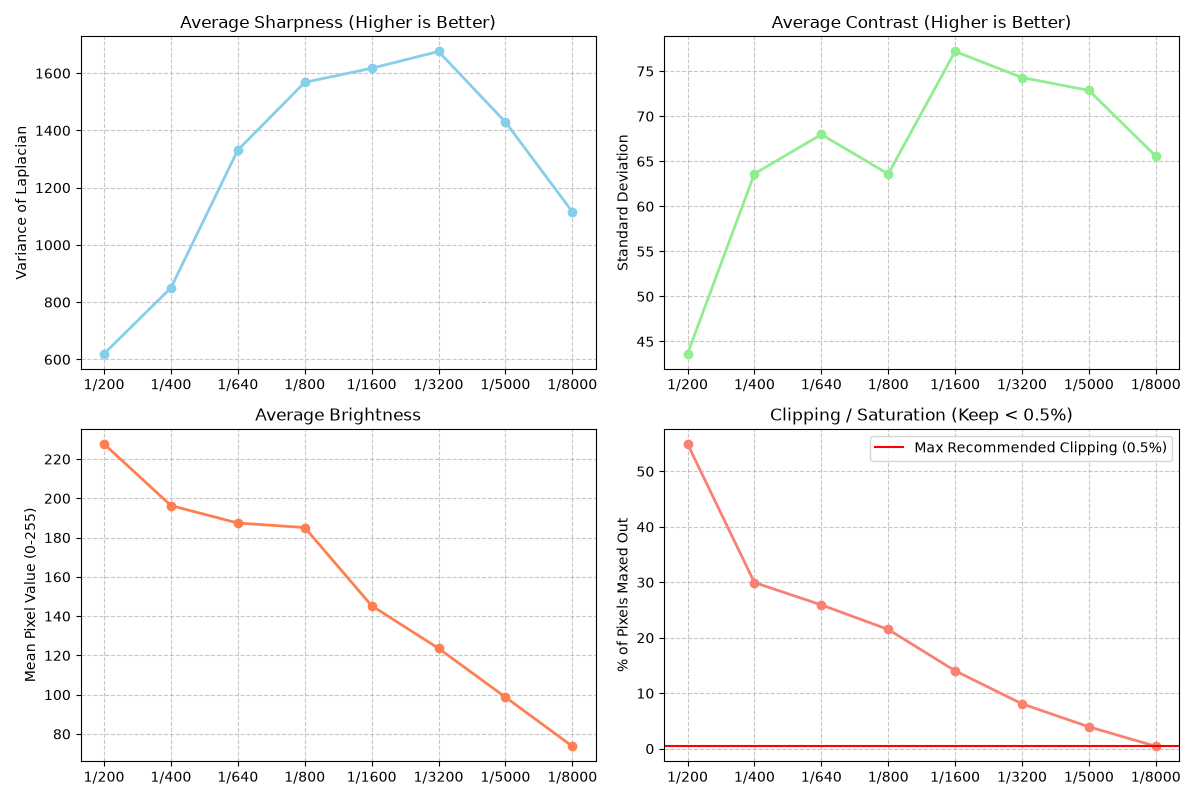 Average Sharpness (Higher is Better)
Variance of Laplacian
1600
1400
1200
1000
800
600
1/200 1/400 1/640 1/800 1/1600 1/3200 1/5000 1/8000
Average Contrast (Higher is Better)
Standard Deviation
75
70
65
60
55
50
45
1/200 1/400 1/640 1/800 1/1600 1/3200 1/5000 1/8000
Average Brightness
Mean Pixel Value (0-255)
220
200
180
160
140
120
100
80
1/200 1/400 1/640 1/800 1/1600 1/3200 1/5000 1/8000
Clipping / Saturation (Keep < 0.5%)
Max Recommended Clipping (0.5%)
% of Pixels Maxed Out
50
40
30
20
10
0
1/200 1/400 1/640 1/800 1/1600 1/3200 1/5000 1/8000